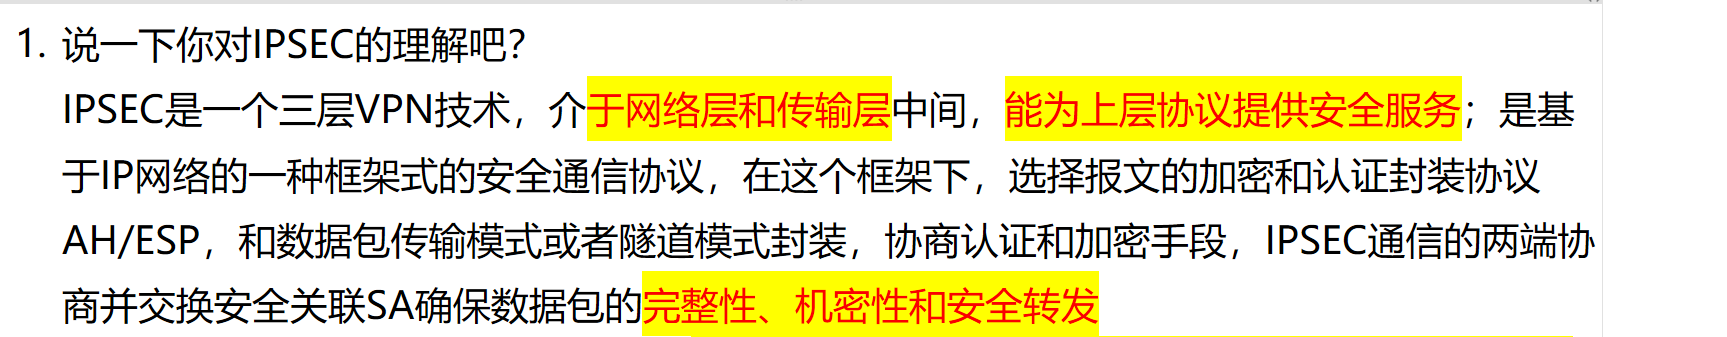 1. 说一下你对IPSEC的理解吧?
IPSEC是一个三层VPN技术，介于网络层和传输层中间，能为上层协议提供安全服务；是基
于IP网络的一种框架式的安全通信协议，在这个框架下，选择报文的加密和认证封装协议
AH/ESP，和数据包传输模式或者隧道模式封装，协商认证和加密手段，IPSEC通信的两端协
商并交换安全关联SA确保数据包的完整性、机密性和安全转发